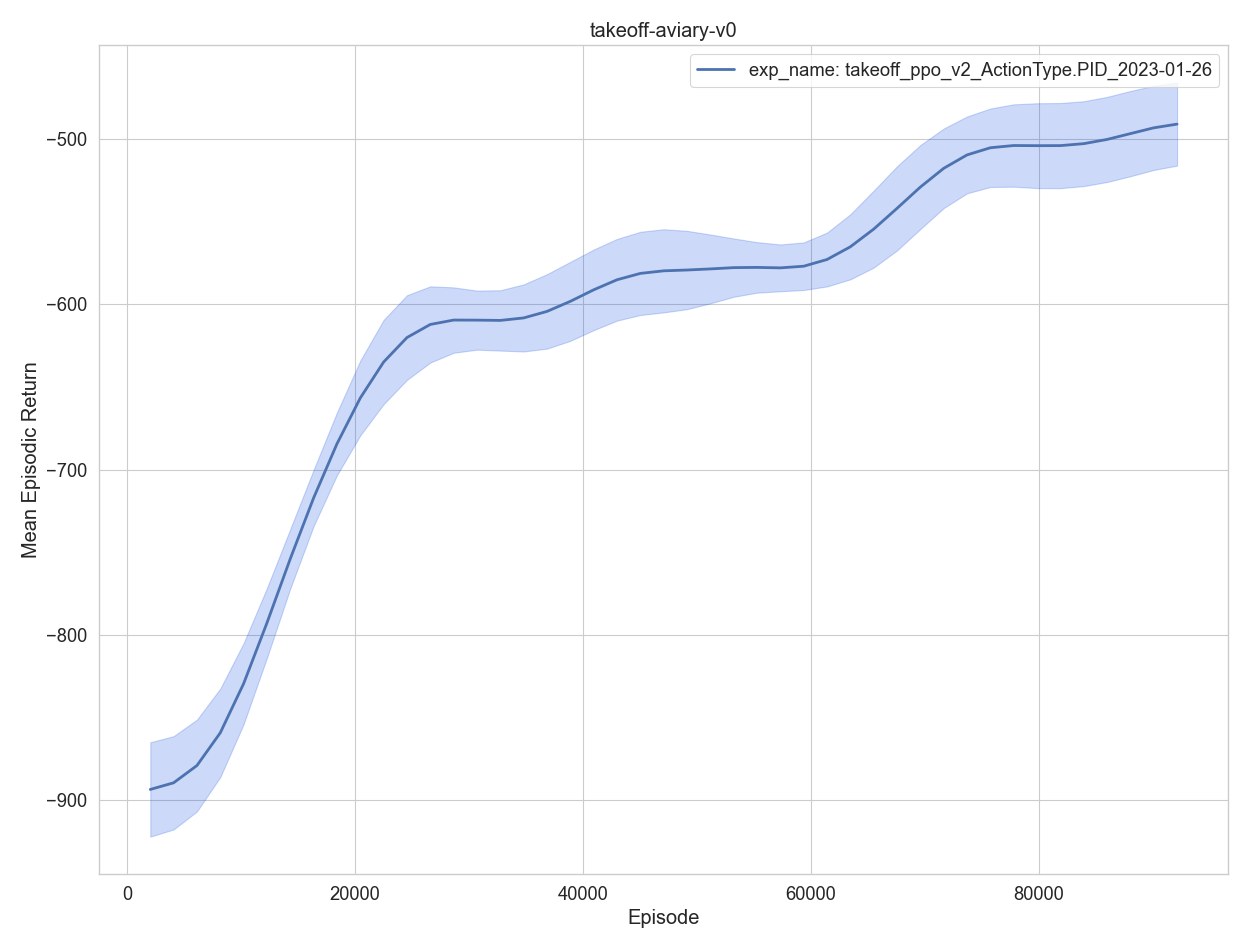 takeoff-aviary-v0
exp_name: takeoff_ppo_v2_ActionType.PID_2023-01-26
Mean Episodic Return
−500
−600
−700
−800
−900
0 20000 40000 60000 80000
Episode